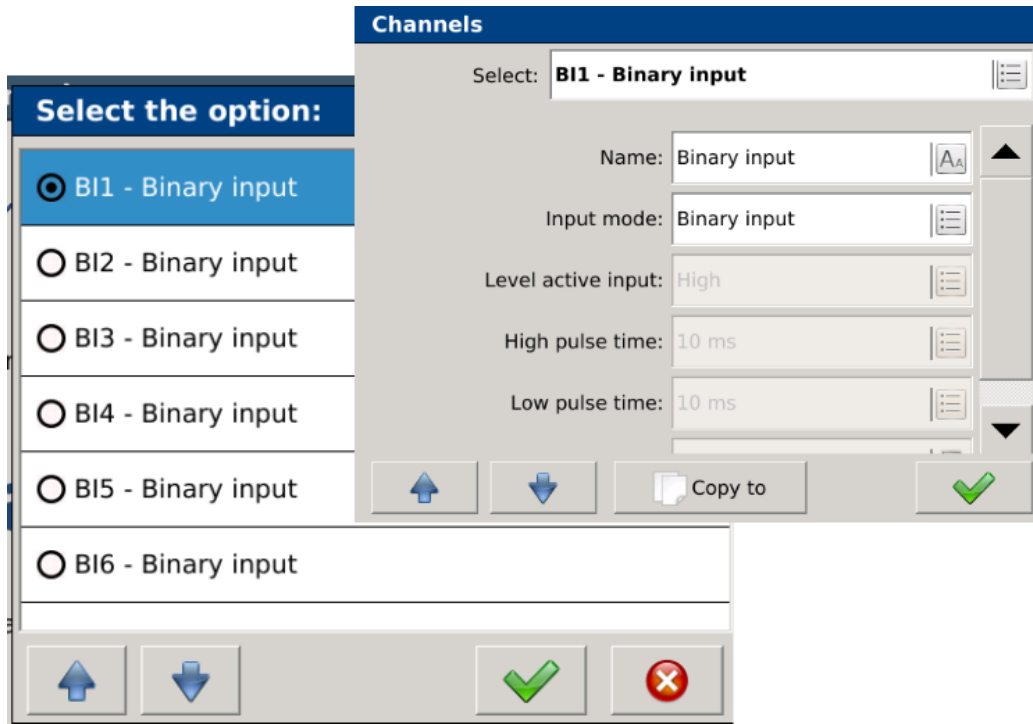 Channels
Select: BI1 - Binary input
Name: Binary input
Input mode: Binary input
Level active input: High
High pulse time: 10 ms
Low pulse time: 10 ms
Copy to
Select the option:
BI1 - Binary input
BI2 - Binary input
BI3 - Binary input
BI4 - Binary input
BI5 - Binary input
BI6 - Binary input